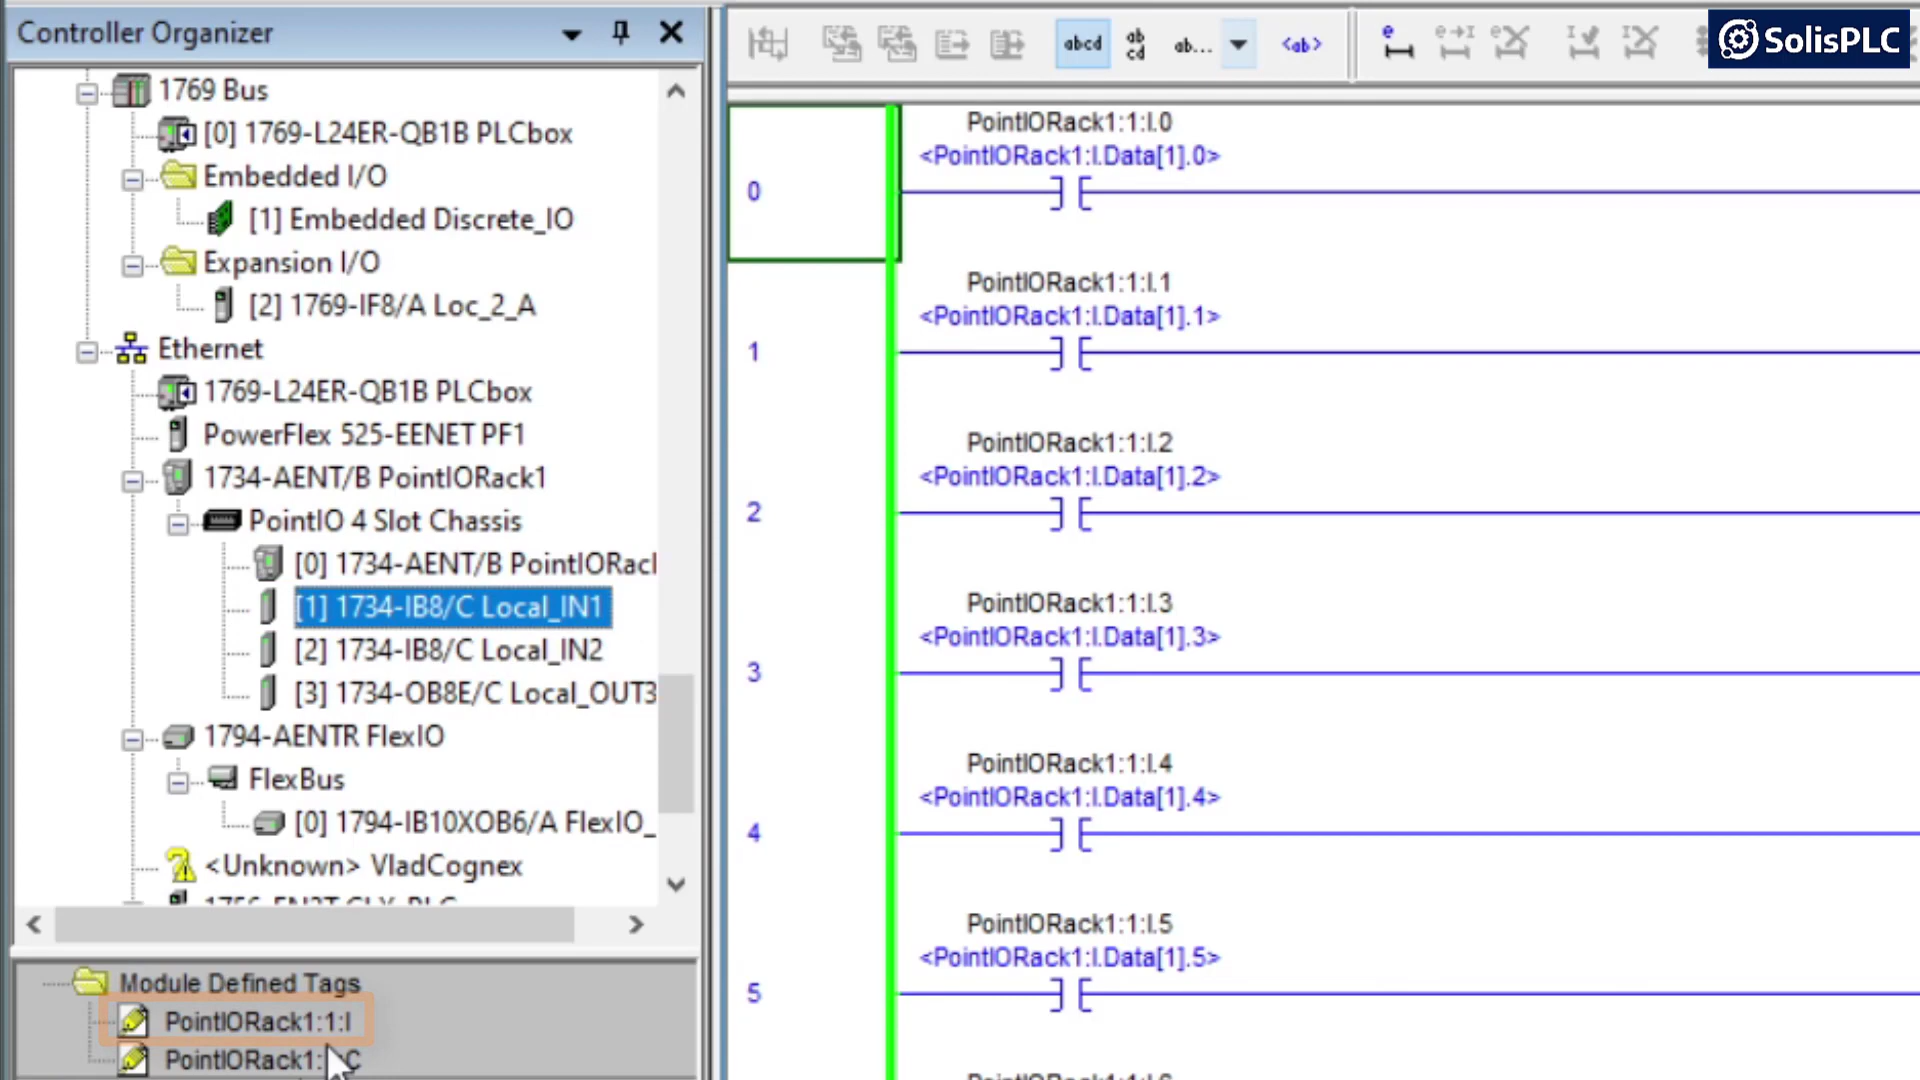 Controller Organizer
1769 Bus
[0] 1769-L24ER-QB1B PLCbox
Embedded I/O
[1] Embedded Discrete_IO
Expansion I/O
[2] 1769-IF8/A Loc_2_A
Ethernet
1769-L24ER-QB1B PLCbox
PowerFlex 525-EENET PF1
1734-AENT/B PointIORack1
PointIO 4 Slot Chassis
[0] 1734-AENT/B PointIORac
[1] 1734-IB8/C Local_IN1
[2] 1734-IB8/C Local_IN2
[3] 1734-OB8E/C Local_OUT3
1794-AENTR FlexIO
FlexBus
[0] 1794-IB10XOB6/A FlexIO_
<Unknown> VladCognex
Module Defined Tags
PointIORack1:1:I
PointIORack1: C
abcd
ab
cd
ab...
<ab>
e
e
e
SolisPLC
PointIORack1:1:I.0
<PointIORack1:I.Data[1].0>
0
PointIORack1:1:I.1
<PointIORack1:I.Data[1].1>
1
PointIORack1:1:I.2
<PointIORack1:I.Data[1].2>
2
PointIORack1:1:I.3
<PointIORack1:I.Data[1].3>
3
PointIORack1:1:I.4
<PointIORack1:I.Data[1].4>
4
PointIORack1:1:I.5
<PointIORack1:I.Data[1].5>
5